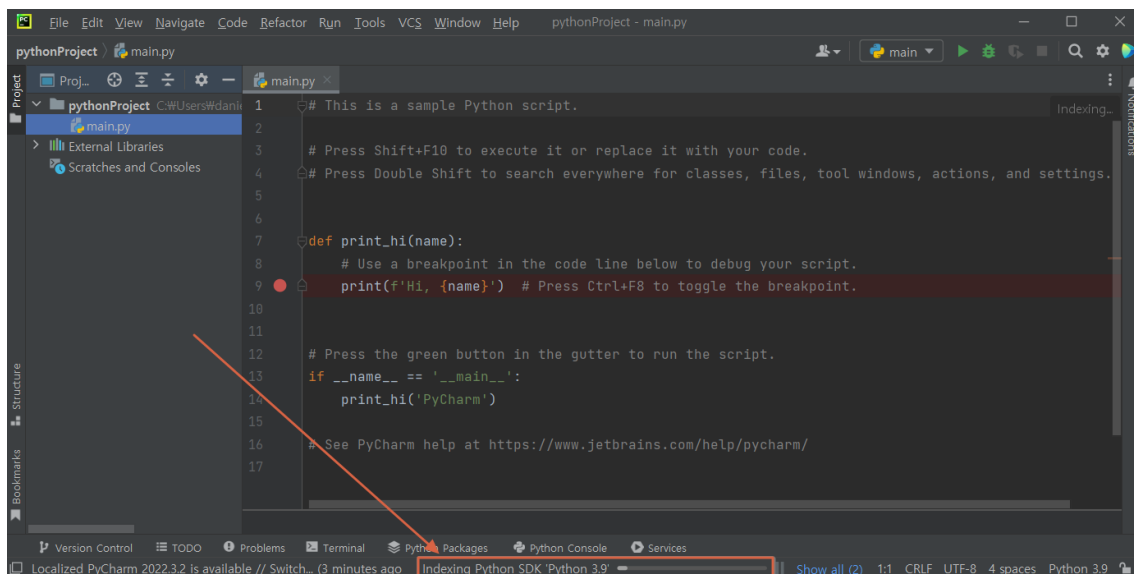 PC File Edit View Navigate Code Refactor Run Tools VCS Window Help pythonProject - main.py
pythonProject main.py main
Project Proj... main.py
pythonProject C:₩Users₩dani
main.py
External Libraries
Scratches and Consoles
1 # This is a sample Python script.
Indexing...
2
3 # Press Shift+F10 to execute it or replace it with your code.
4 # Press Double Shift to search everywhere for classes, files, tool windows, actions, and settings.
5
6
7 def print_hi(name):
8 # Use a breakpoint in the code line below to debug your script.
9 print(f'Hi, {name}') # Press Ctrl+F8 to toggle the breakpoint.
10
11
12 # Press the green button in the gutter to run the script.
13 if __name__ == '__main__':
14 print_hi('PyCharm')
15
16 # See PyCharm help at https://www.jetbrains.com/help/pycharm/
17
Notifications
Structure
Bookmarks
Version Control TODO Problems Terminal Python Packages Python Console Services
Localized PyCharm 2022.3.2 is available // Switch... (3 minutes ago Indexing Python SDK 'Python 3.9' Show all (2) 1:1 CRLF UTF-8 4 spaces Python 3.9